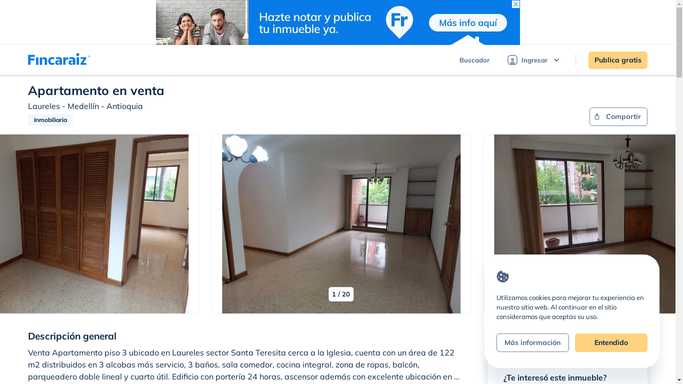 Hazte notar y publica
tu inmueble ya.
Fr
Más info aquí
Fincaraiz
Buscador
Ingresar
Publica gratis
Apartamento en venta
Laureles - Medellín - Antioquia
Inmobiliaria
Compartir
1 / 20
Utilizamos cookies para mejorar tu experiencia en
nuestro sitio web. Al continuar en el sitio
consideramos que aceptas su uso.
Más información
Entendido
Descripción general
Venta Apartamento piso 3 ubicado en Laureles sector Santa Teresita cerca a la Iglesia, cuenta con un área de 122
m2 distribuidos en 3 alcobas más servicio, 3 baños, sala comedor, cocina integral, zona de ropas, balcón,
parqueadero doble lineal y cuarto útil. Edificio con portería 24 horas, ascensor además con excelente ubicación en ...
¿Te interesó este inmueble?